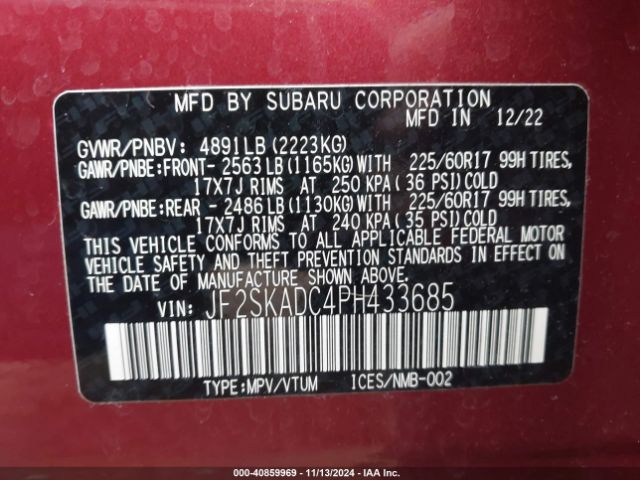 MFD BY SUBARU CORPORATION
MFD IN 12/22
GVWR/PNBV: 4891LB (2223KG)
GAWR/PNBE:FRONT- 2563LB(1165KG)WITH 225/60R17 99H TIRES,
17X7J RIMS AT 250 KPA( 36 PSI)COLD
GAWR/PNBE:REAR - 2486LB(1130KG)WITH 225/60R17 99H TIRES,
17X7J RIMS AT 240 KPA( 35 PSI)COLD
THIS VEHICLE CONFORMS TO ALL APPLICABLE FEDERAL MOTOR
VEHICLE SAFETY AND THEFT PREVENTION STANDARDS IN EFFECT ON
THE DATE OF MANUFACTURE SHOWN ABOVE.
VIN: JF2SKADC4PH433685
TYPE:MPV/VTUM ICES/NMB-002
000-40859969 - 11/13/2024 - IAA Inc.